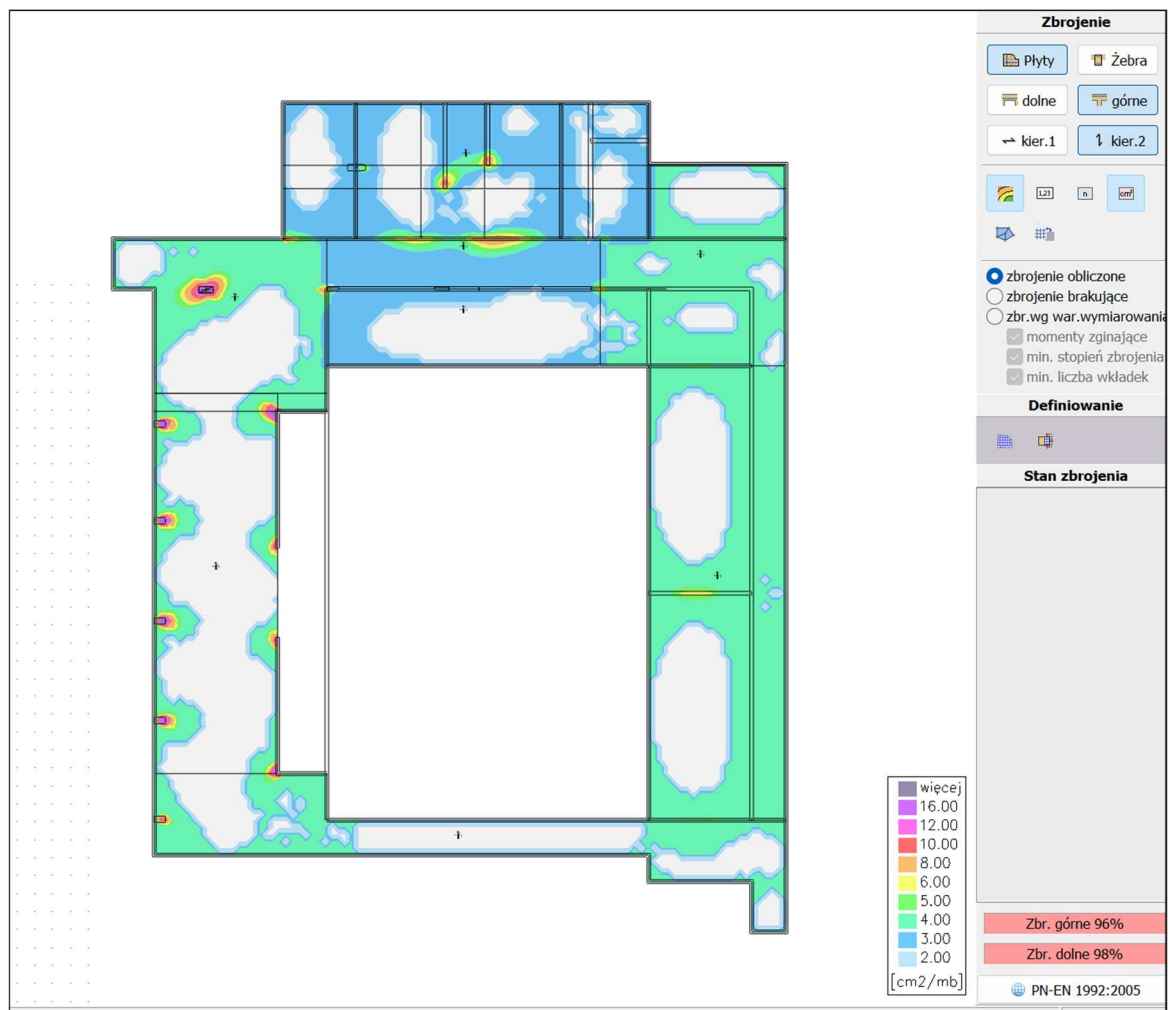 Zbrojenie
Płyty
Żebra
dolne
górne
kier.1
kier.2
1,23
n
cm²
zbrojenie obliczone
zbrojenie brakujące
zbr.wg war.wymiarowania
momenty zginające
min. stopień zbrojenia
min. liczba wkładek
Definiowanie
Stan zbrojenia
więcej
16.00
12.00
10.00
8.00
6.00
5.00
4.00
3.00
2.00
[cm2/mb]
Zbr. górne 96%
Zbr. dolne 98%
PN-EN 1992:2005